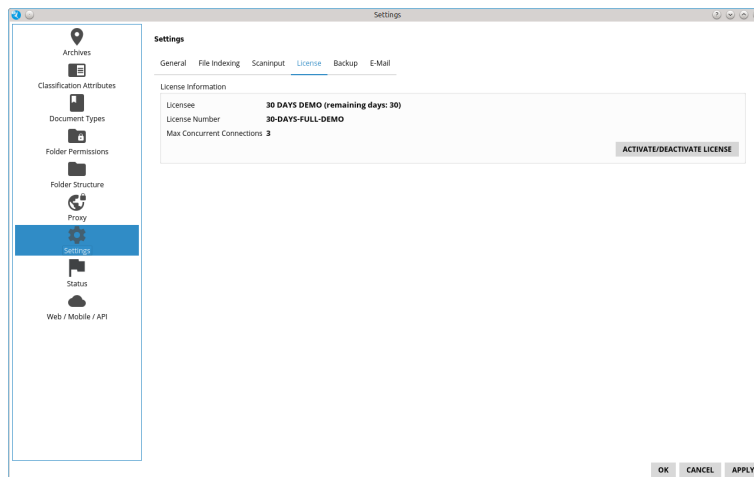 Settings
Archives
Classification Attributes
Document Types
Folder Permissions
Folder Structure
Proxy
Settings
Status
Web / Mobile / API
Settings
General File Indexing Scaninput License Backup E-Mail
License Information
Licensee 30 DAYS DEMO (remaining days: 30)
License Number 30-DAYS-FULL-DEMO
Max Concurrent Connections 3
ACTIVATE/DEACTIVATE LICENSE
OK CANCEL APPLY